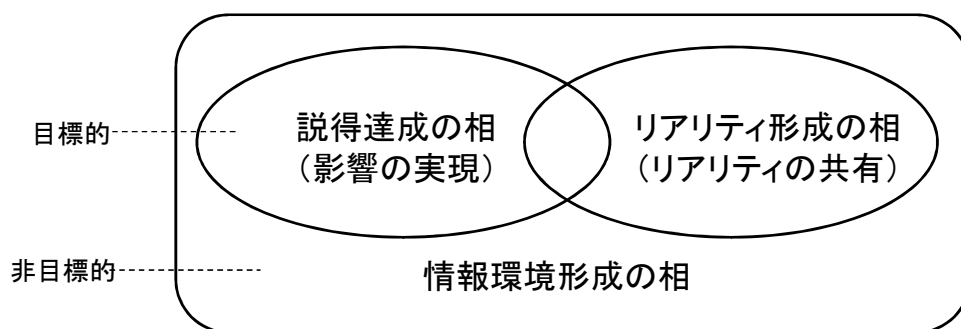 目標的
説得達成の相
（影響の実現）
リアリティ形成の相
（リアリティの共有）
非目標的
情報環境形成の相